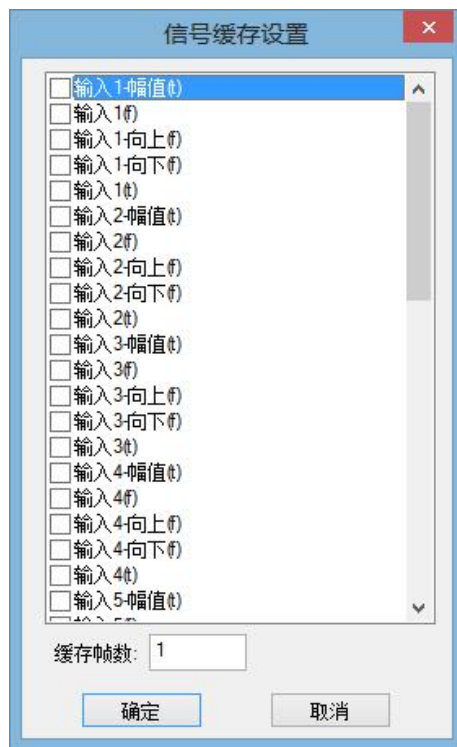 信号缓存设置
输入1-幅值(t)
输入1(f)
输入1-向上(f)
输入1-向下(f)
输入1(t)
输入2-幅值(t)
输入2(f)
输入2-向上(f)
输入2-向下(f)
输入2(t)
输入3-幅值(t)
输入3(f)
输入3-向上(f)
输入3-向下(f)
输入3(t)
输入4-幅值(t)
输入4(f)
输入4-向上(f)
输入4-向下(f)
输入4(t)
输入5-幅值(t)
缓存帧数: 1
确定 取消